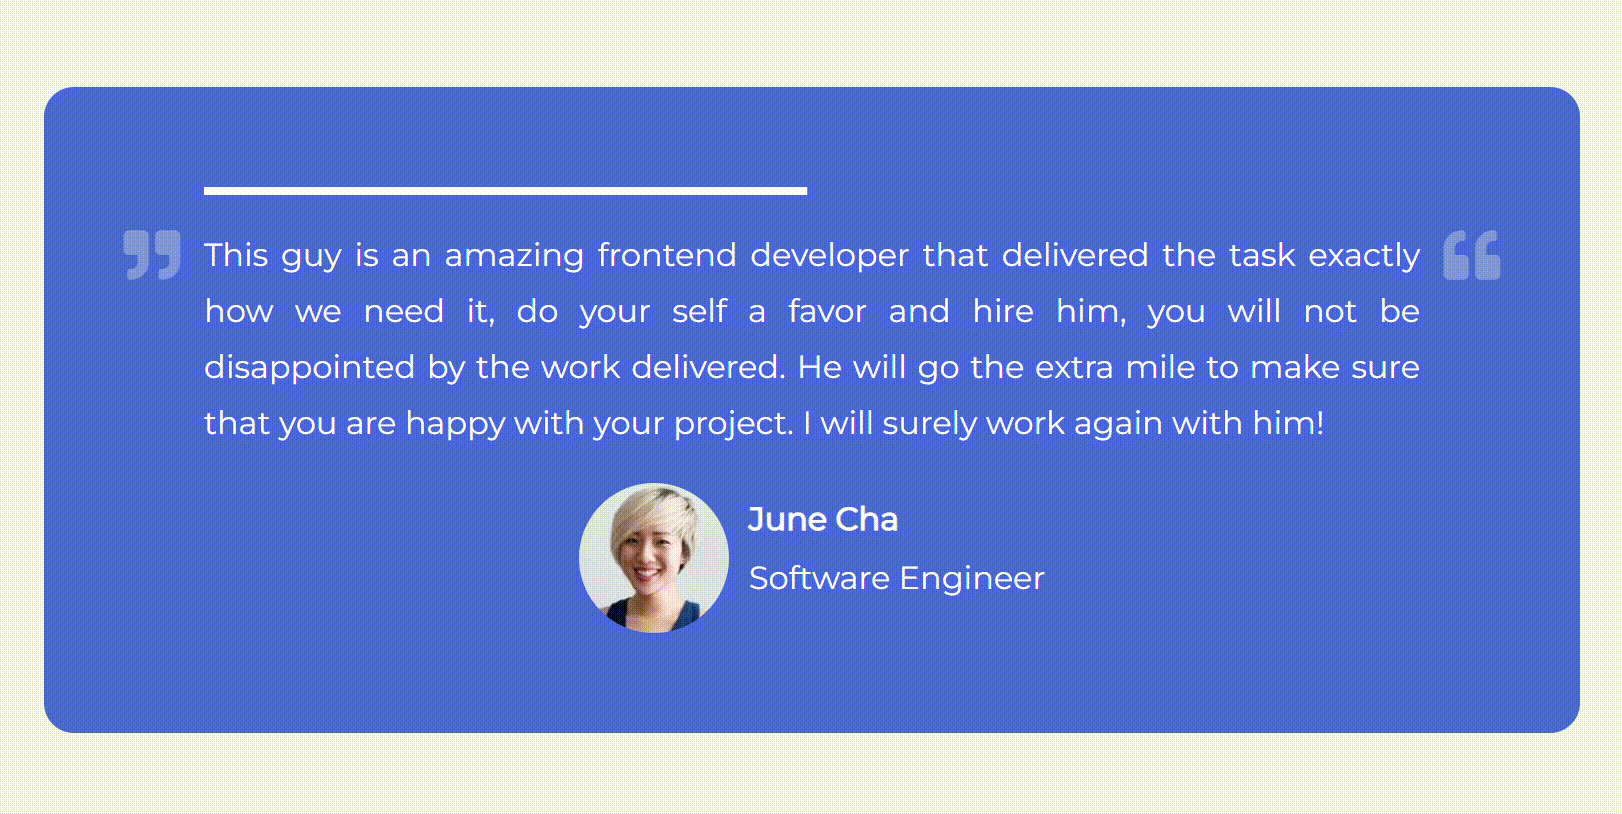 This guy is an amazing frontend developer that delivered the task exactly
how we need it, do your self a favor and hire him, you will not be
disappointed by the work delivered. He will go the extra mile to make sure
that you are happy with your project. I will surely work again with him!
June Cha
Software Engineer